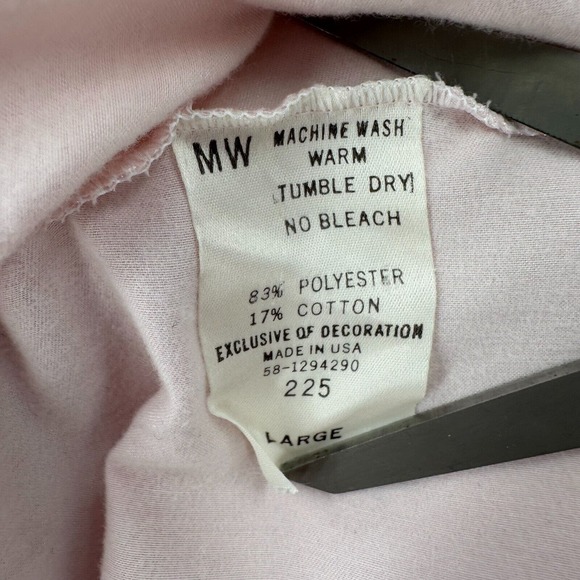 MW MACHINE WASH
WARM
TUMBLE DRY
NO BLEACH
83% POLYESTER
17% COTTON
EXCLUSIVE OF DECORATION
MADE IN USA
58-1294290
225
LARGE